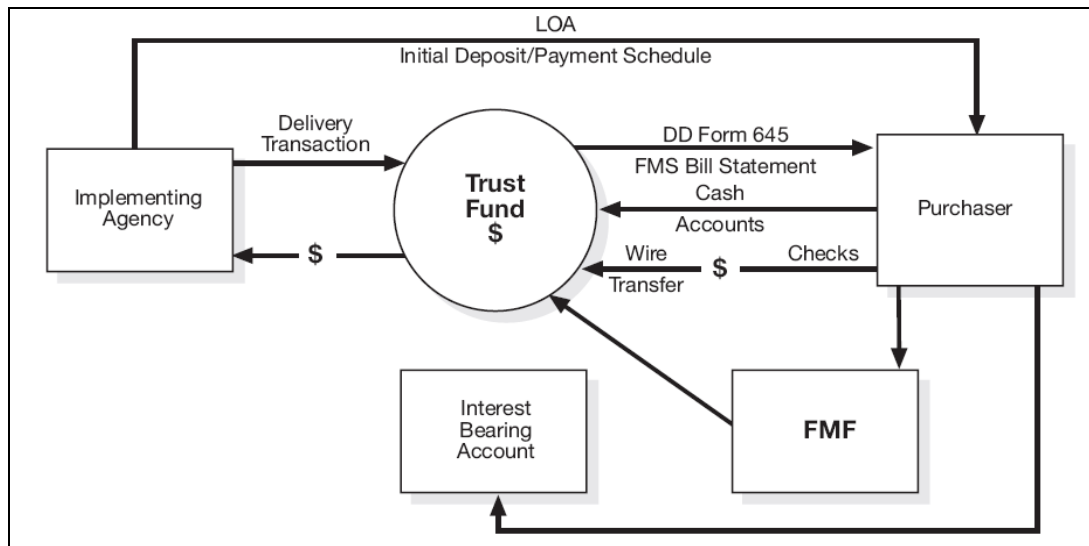 LOA
Initial Deposit/Payment Schedule
Delivery
Transaction
DD Form 645
FMS Bill Statement
Implementing
Agency
Trust
Fund
$
Cash
Accounts
Purchaser
$
Wire
Transfer
$
Checks
Interest
Bearing
Account
FMF